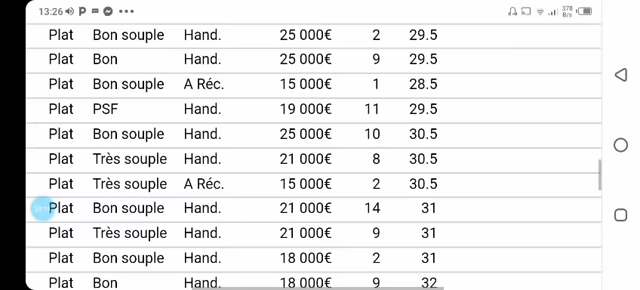 13:26 P 378 B/s
Plat Bon souple Hand. 25 000€ 2 29.5
Plat Bon Hand. 25 000€ 9 29.5
Plat Bon souple A Réc. 15 000€ 1 28.5
Plat PSF Hand. 19 000€ 11 29.5
Plat Bon souple Hand. 25 000€ 10 30.5
Plat Très souple Hand. 21 000€ 8 30.5
Plat Très souple A Réc. 15 000€ 2 30.5
Plat Bon souple Hand. 21 000€ 14 31
Plat Très souple Hand. 21 000€ 9 31
Plat Bon souple Hand. 18 000€ 2 31
Plat Bon Hand. 18 000€ 9 32